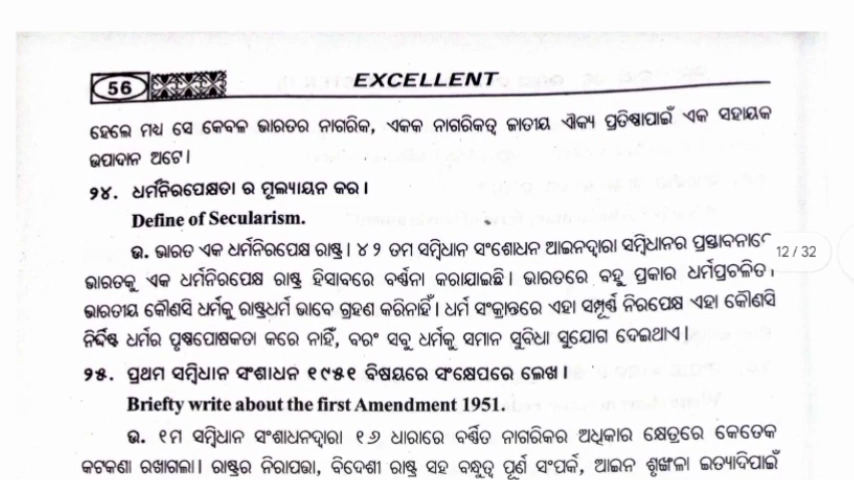 56
EXCELLENT
ହେଲେ ମଧ୍ୟ ସେ କେବଳ ଭାରତର ନାଗରିକ, ଏକକ ନାଗରିକତ୍ୱ ଜାତୀୟ ଐକ୍ୟ ପ୍ରତିଷ୍ଠାପାଇଁ ଏକ ସହାୟକ
ଉପାଦାନ ଅଟେ।
୨୪. ଧର୍ମନିରପେକ୍ଷତା ର ମୂଲ୍ୟାୟନ କର।
Define of Secularism.
ଉ. ଭାରତ ଏକ ଧର୍ମନିରପେକ୍ଷ ରାଷ୍ଟ୍ର। ୪୨ ତମ ସମ୍ବିଧାନ ସଂଶୋଧନ ଆଇନଦ୍ୱାରା ସମ୍ବିଧାନର ପ୍ରସ୍ତାବନାରେ
12 / 32
ଭାରତକୁ ଏକ ଧର୍ମନିରପେକ୍ଷ ରାଷ୍ଟ୍ର ହିସାବରେ ବର୍ଣ୍ଣନା କରାଯାଇଛି। ଭାରତରେ ବହୁ ପ୍ରକାର ଧର୍ମପ୍ରଚଳିତ।
ଭାରତୀୟ କୌଣସି ଧର୍ମକୁ ରାଷ୍ଟ୍ରଧର୍ମ ଭାବେ ଗ୍ରହଣ କରିନାହିଁ। ଧର୍ମ ସଂକ୍ରାନ୍ତରେ ଏହା ସମ୍ପୂର୍ଣ୍ଣ ନିରପେକ୍ଷ ଏହା କୌଣସି
ନିର୍ଦ୍ଦିଷ୍ଟ ଧର୍ମର ପୃଷ୍ଠପୋଷକତା କରେ ନାହିଁ, ବରଂ ସବୁ ଧର୍ମକୁ ସମାନ ସୁବିଧା ସୁଯୋଗ ଦେଇଥାଏ।
୨୫. ପ୍ରଥମ ସମ୍ବିଧାନ ସଂଶାଧନ ୧୯୫୧ ବିଷୟରେ ସଂକ୍ଷେପରେ ଲେଖ।
Briefty write about the first Amendment 1951.
ଉ. ୧ମ ସମ୍ବିଧାନ ସଂଶାଧନଦ୍ୱାରା ୧୬ ଧାରାରେ ବର୍ଣ୍ଣିତ ନାଗରିକର ଅଧିକାର କ୍ଷେତ୍ରରେ କେତେକ
କଟକଣା ରଖାଗଲା। ରାଷ୍ଟ୍ରର ନିରାପତ୍ତା, ବିଦେଶୀ ରାଷ୍ଟ୍ର ସହ ବନ୍ଧୁତ୍ୱ ପୂର୍ଣ୍ଣ ସଂପର୍କ, ଆଇନ ଶୃଙ୍ଖଳା ଇତ୍ୟାଦିପାଇଁ